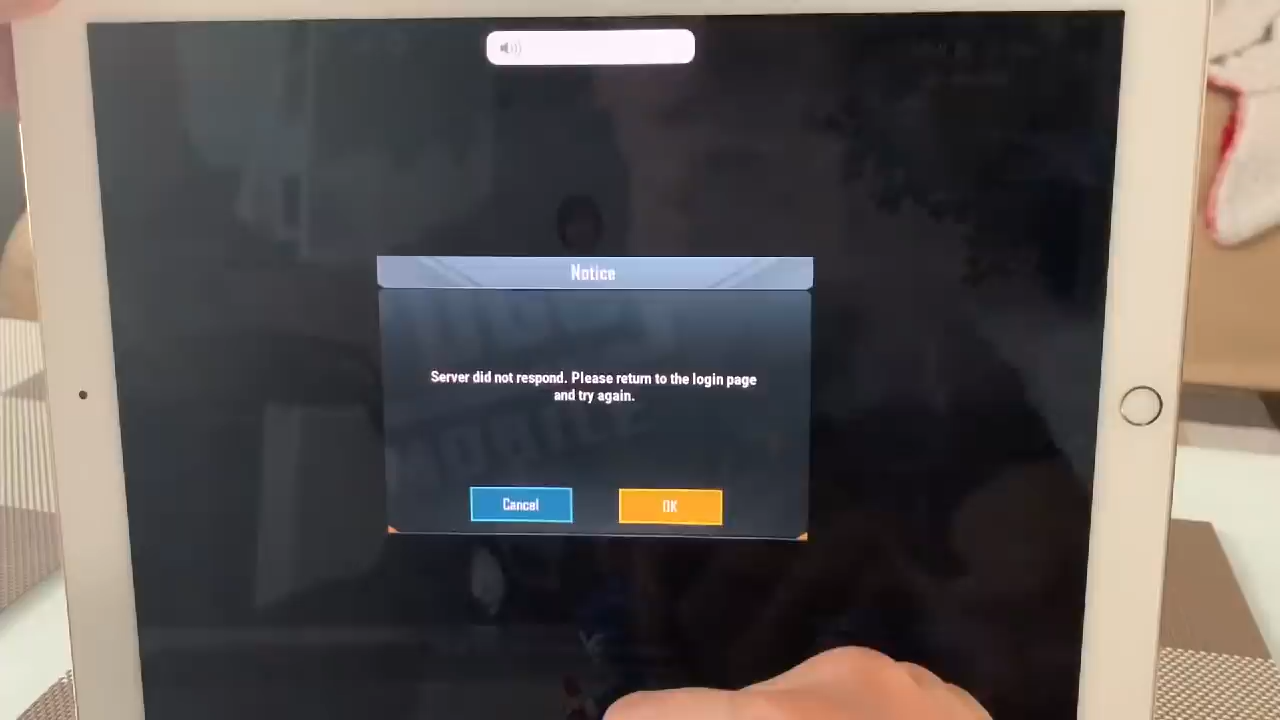 Notice
Server did not respond. Please return to the login page
and try again.
Cancel
OK